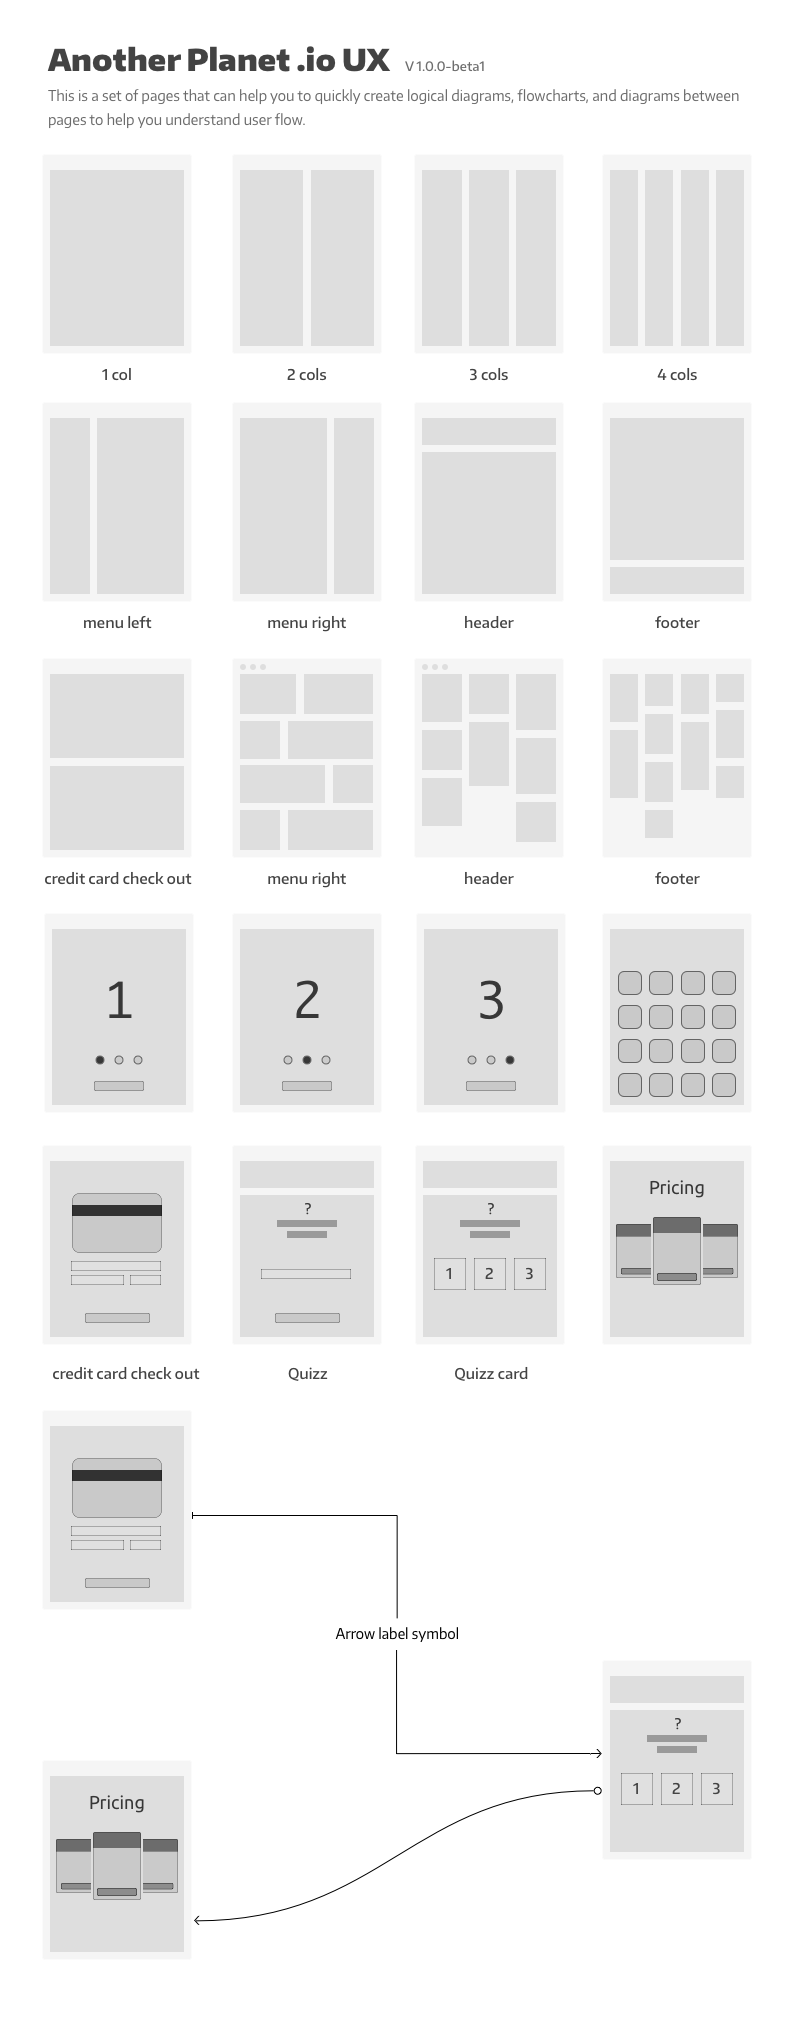 Another Planet .io UX V 1.0.0-beta1
This is a set of pages that can help you to quickly create logical diagrams, flowcharts, and diagrams between
pages to help you understand user flow.
1 col 2 cols 3 cols 4 cols
menu left menu right header footer
credit card check out menu right header footer
1 2 3
? ? Pricing
1 2 3
credit card check out Quizz Quizz card
Arrow label symbol
?
1 2 3
Pricing